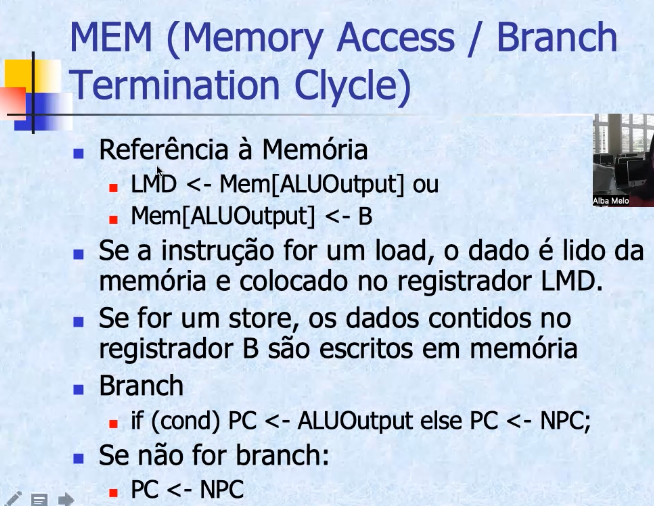 MEM (Memory Access / Branch
Termination Clycle)
Referência à Memória
LMD <- Mem[ALUOutput] ou
Mem[ALUOutput] <- B
Alba Melo
Se a instrução for um load, o dado é lido da
memória e colocado no registrador LMD.
Se for um store, os dados contidos no
registrador B são escritos em memória
Branch
if (cond) PC <- ALUOutput else PC <- NPC;
Se não for branch:
PC <- NPC